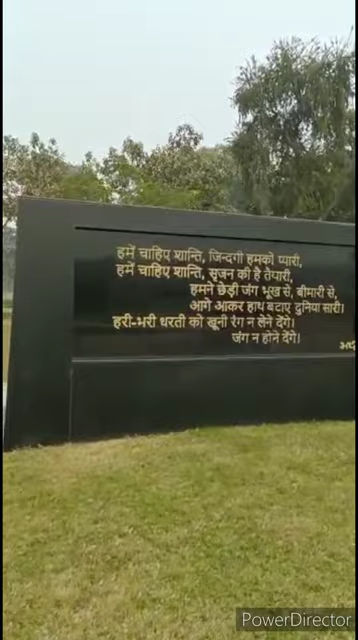 हमें चाहिए शान्ति, जिन्दगी हमको प्यारी,
हमें चाहिए शान्ति, सृजन की है तैयारी,
हमने छेड़ी जंग भूख से, बीमारी से,
आगे आकर हाथ बटाए दुनिया सारी।
हरी-भरी धरती को खूनी रंग न लेने देंगे।
जंग न होने देंगे।
PowerDirector